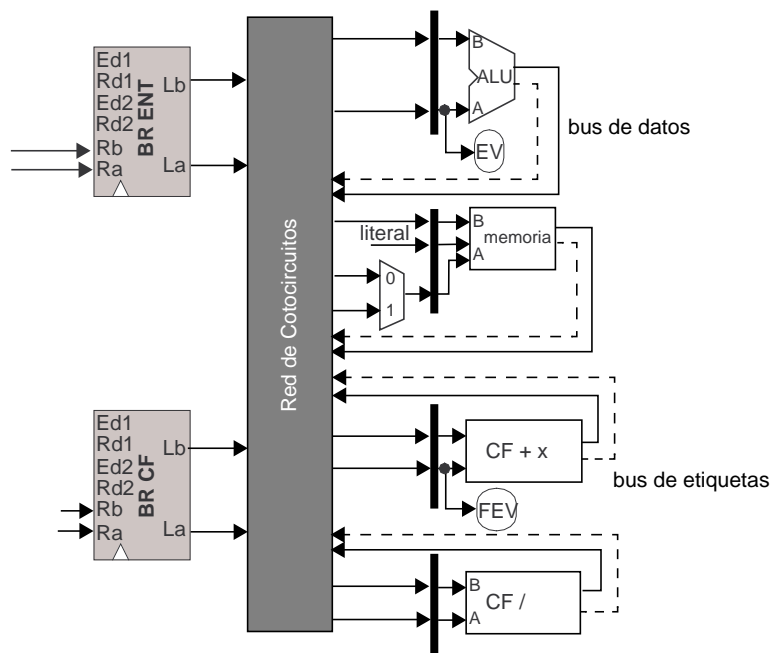 Ed1
Rd1
Ed2
Rd2
Rb
Ra
BR ENT
Lb
La
Red de Cotocircuitos
B
ALU
A
EV
bus de datos
literal
B
memoria
A
0
1
Ed1
Rd1
Ed2
Rd2
Rb
Ra
BR CF
Lb
La
CF + x
bus de etiquetas
FEV
B
CF /
A